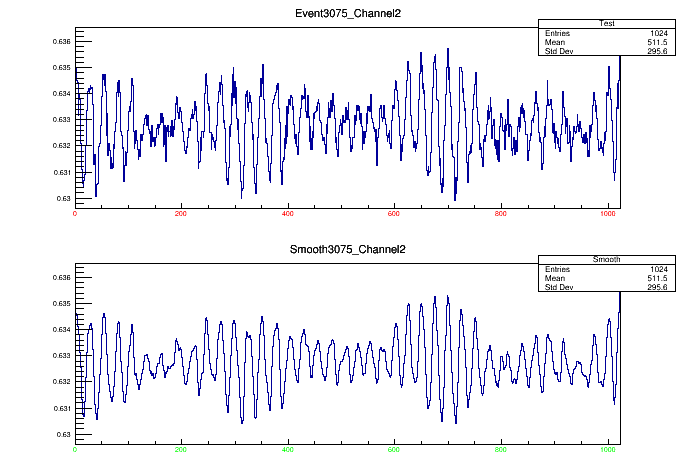 Event3075_Channel2
Test
Entries 1024
Mean 511.5
Std Dev 295.6
0.636
0.635
0.634
0.633
0.632
0.631
0.63
0 200 400 600 800 1000
Smooth3075_Channel2
Smooth
Entries 1024
Mean 511.5
Std Dev 295.6
0.636
0.635
0.634
0.633
0.632
0.631
0.63
0 200 400 600 800 1000